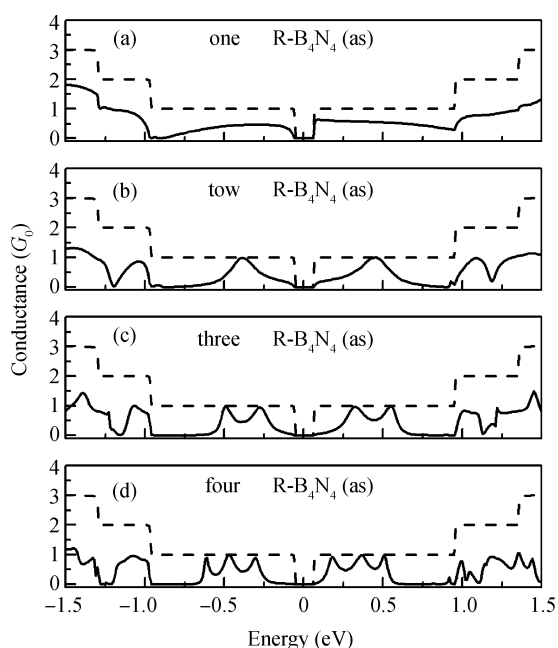 4
3
2
1
0
(a) one R-B₄N₄ (as)
4
3
2
1
0
(b) tow R-B₄N₄ (as)
4
3
2
1
0
(c) three R-B₄N₄ (as)
4
3
2
1
0
(d) four R-B₄N₄ (as)
Conductance (G₀)
−1.5 −1.0 −0.5 0 0.5 1.0 1.5
Energy (eV)